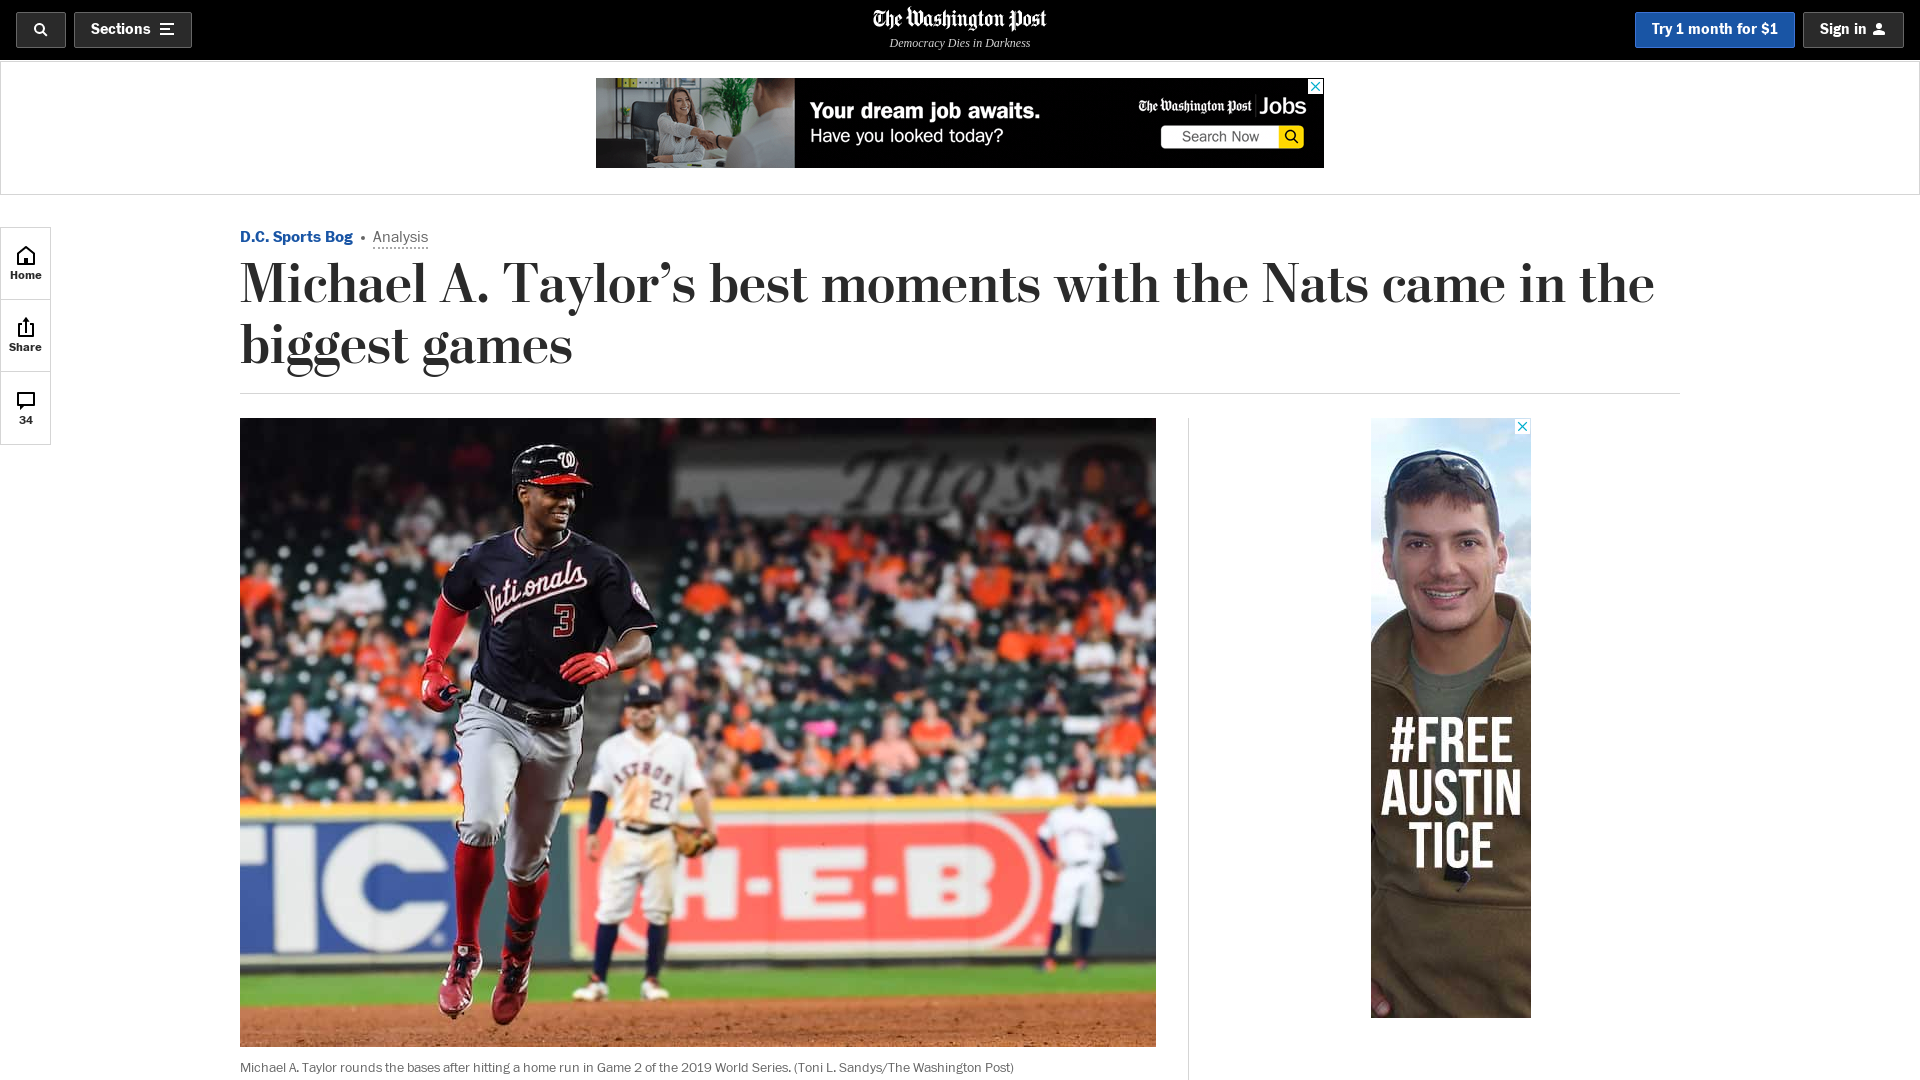 Sections
The Washington Post
Democracy Dies in Darkness
Try 1 month for $1
Sign in
Your dream job awaits.
Have you looked today?
The Washington Post Jobs
Search Now
Home
Share
34
D.C. Sports Bog • Analysis
Michael A. Taylor’s best moments with the Nats came in the
biggest games
Tito's
W
Nationals
3
ASTROS
27
TIC
H-E-B
#FREE
AUSTIN
TICE
Michael A. Taylor rounds the bases after hitting a home run in Game 2 of the 2019 World Series. (Toni L. Sandys/The Washington Post)